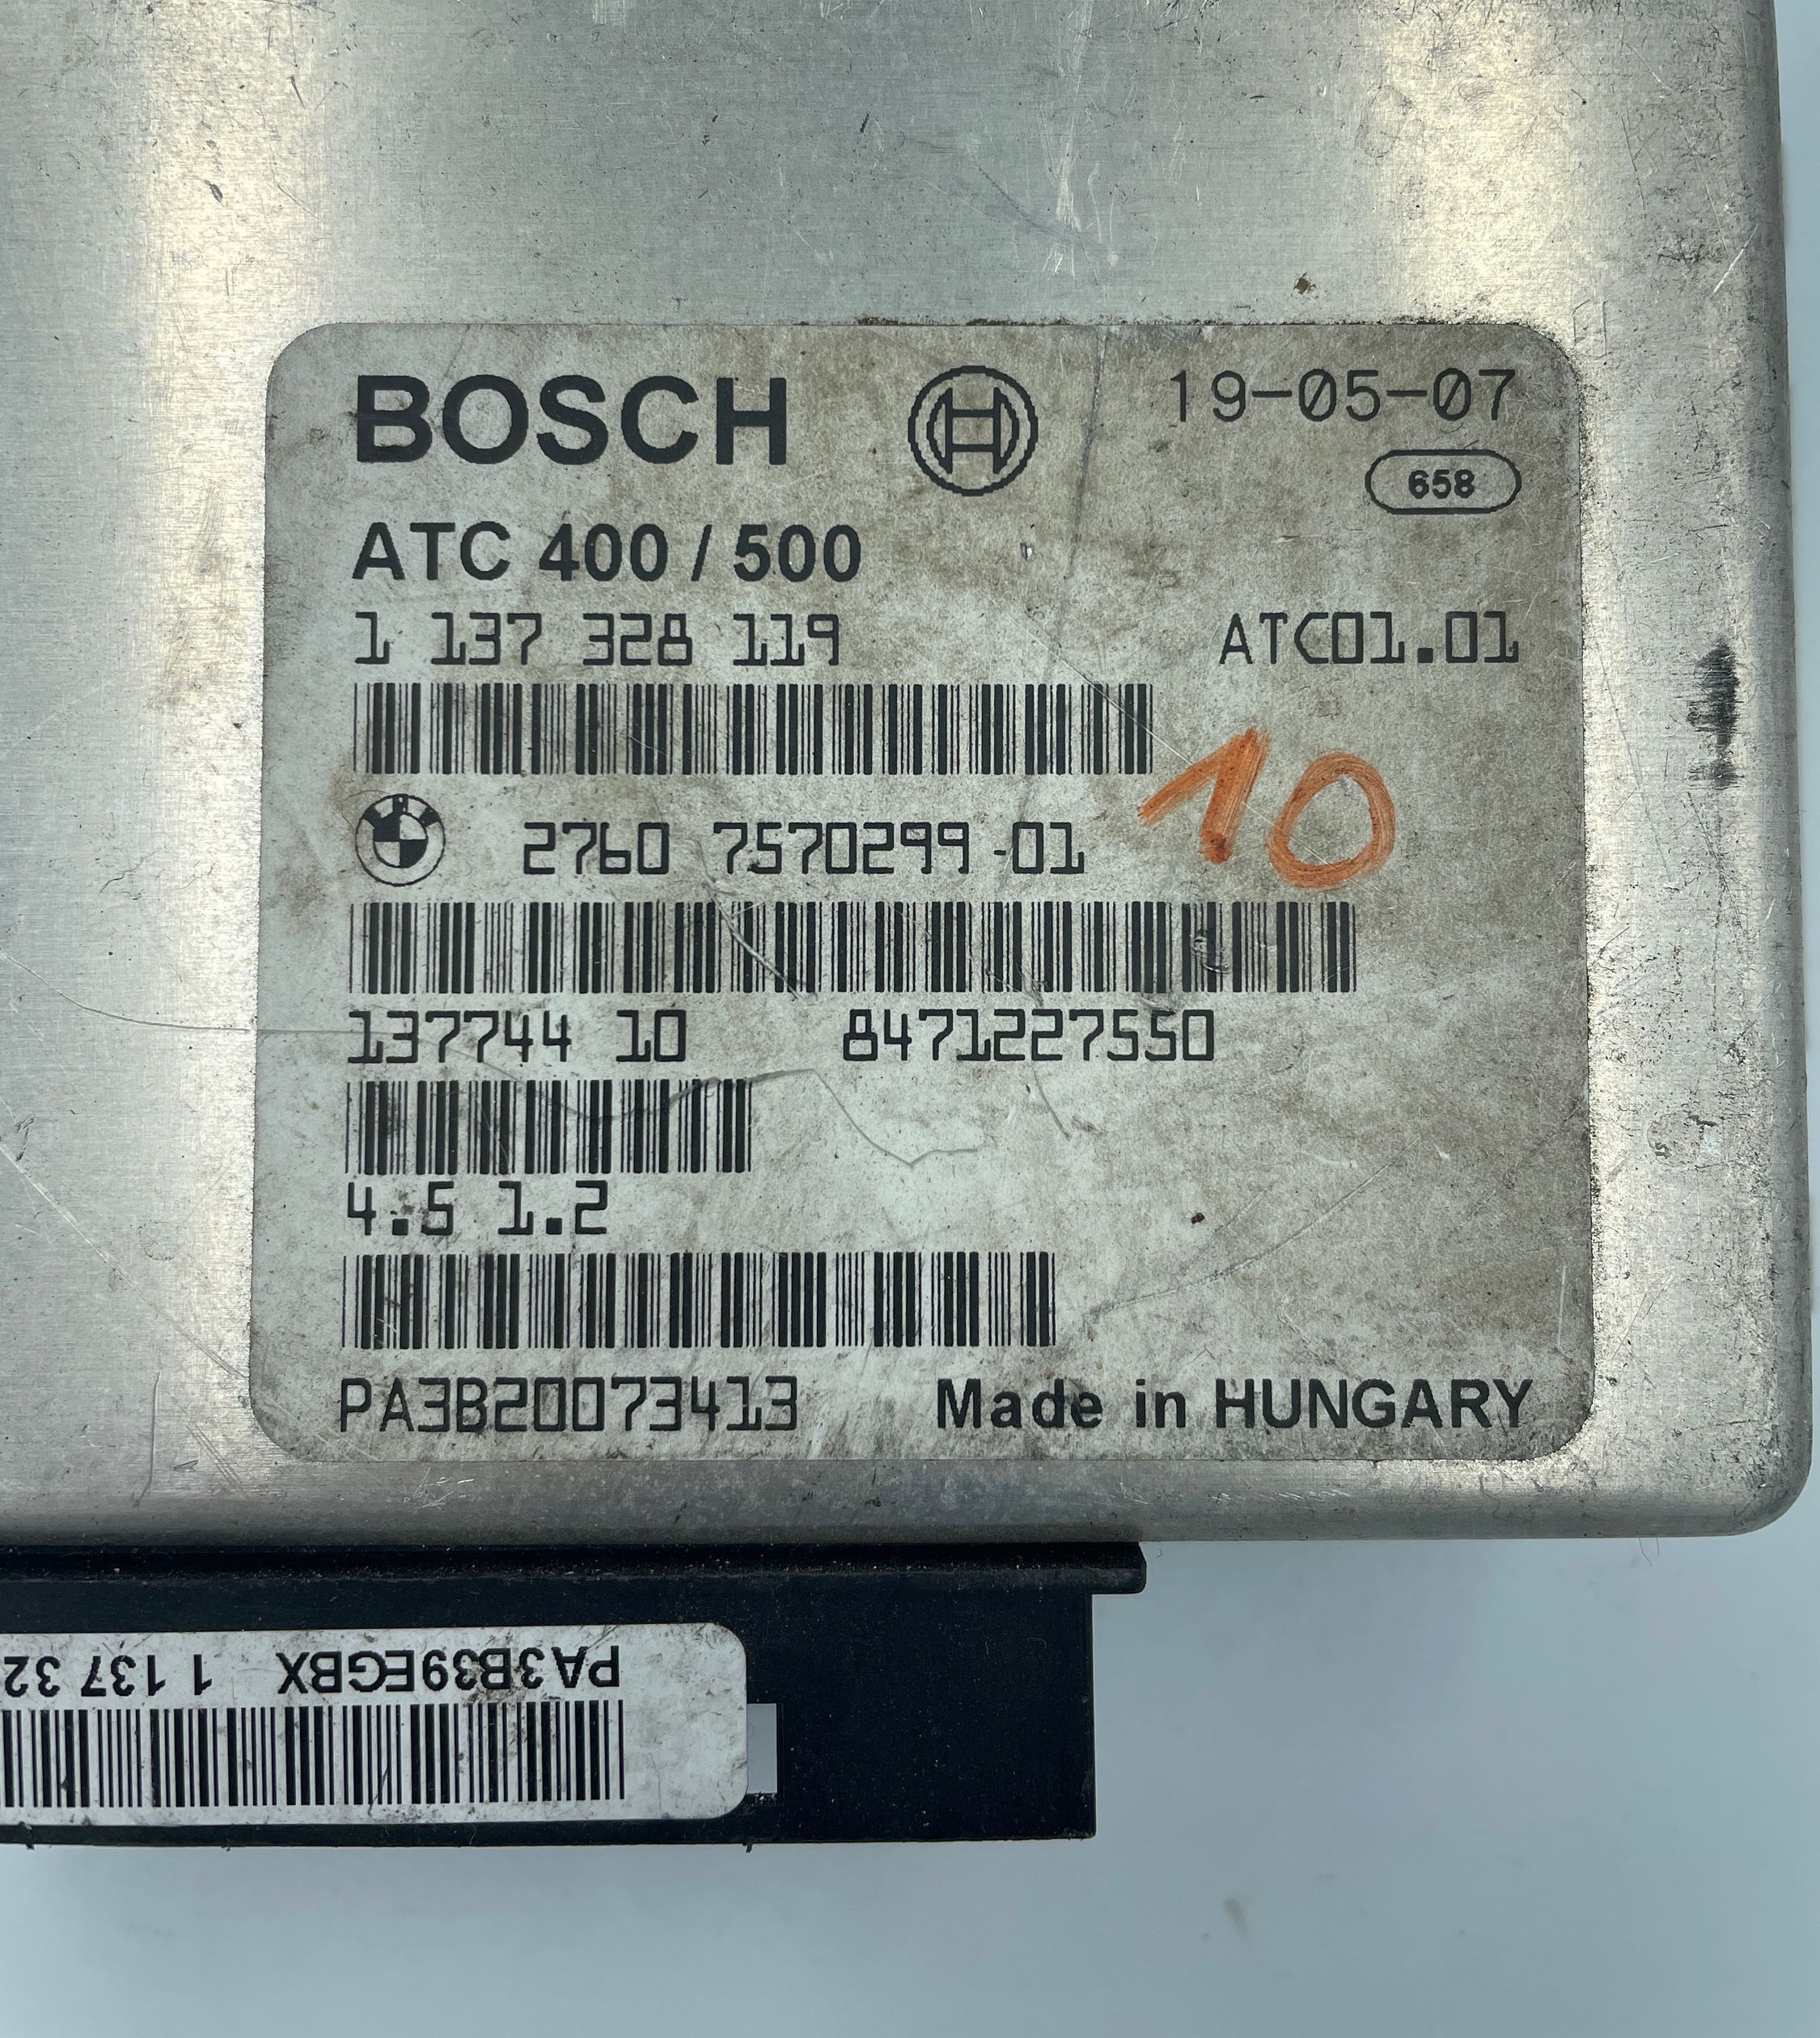 BOSCH 19-05-07
658
ATC 400 / 500
1 137 328 119 ATC01.01
10
2760 7570299-01
137744 10 8471227550
4.5 1.2
PA3B20073413 Made in HUNGARY
PA3B39EGBX 1 137 32